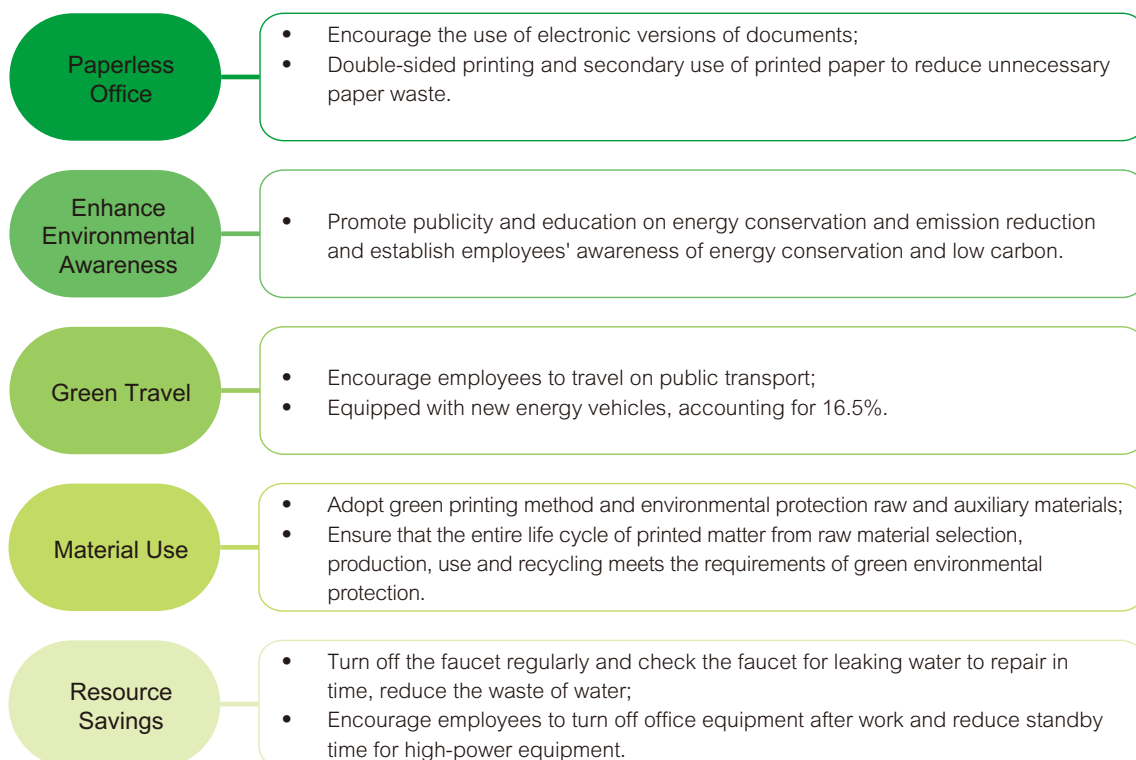 Paperless
Office
• Encourage the use of electronic versions of documents;
• Double-sided printing and secondary use of printed paper to reduce unnecessary
paper waste.
Enhance
Environmental
Awareness
• Promote publicity and education on energy conservation and emission reduction
and establish employees' awareness of energy conservation and low carbon.
Green Travel
• Encourage employees to travel on public transport;
• Equipped with new energy vehicles, accounting for 16.5%.
Material Use
• Adopt green printing method and environmental protection raw and auxiliary materials;
• Ensure that the entire life cycle of printed matter from raw material selection,
production, use and recycling meets the requirements of green environmental
protection.
Resource
Savings
• Turn off the faucet regularly and check the faucet for leaking water to repair in
time, reduce the waste of water;
• Encourage employees to turn off office equipment after work and reduce standby
time for high-power equipment.